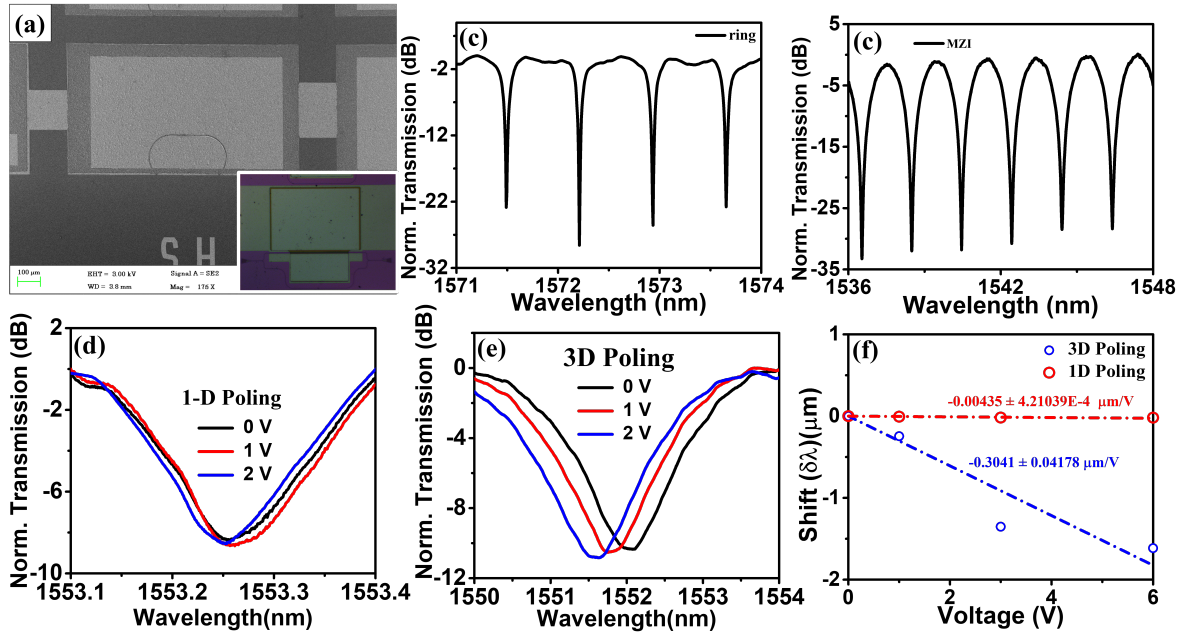 (a)
S H
100 μm
EHT = 3.00 kV
Signal A = SE2
WD = 3.8 mm
Mag = 176 X
(c)
ring
Norm. Transmission (dB)
-2
-12
-22
-32
1571
1572
1573
1574
Wavelength (nm)
(c)
MZI
Norm. Transmission (dB)
-5
-15
-25
-35
1536
1542
1548
Wavelength (nm)
(d)
1-D Poling
0 V
1 V
2 V
Norm. Transmission (dB)
2
-2
-6
-10
1553.1
1553.2
1553.3
1553.4
Wavelength(nm)
(e)
3D Poling
0 V
1 V
2 V
Norm. Transmission (dB)
0
-4
-8
-12
1550
1551
1552
1553
1554
Wavelength(nm)
(f)
3D Poling
1D Poling
-0.00435 ± 4.21039E-4 μm/V
-0.3041 ± 0.04178 μm/V
Shift (δλ)(μm)
1
0
-1
-2
0
2
4
6
Voltage (V)